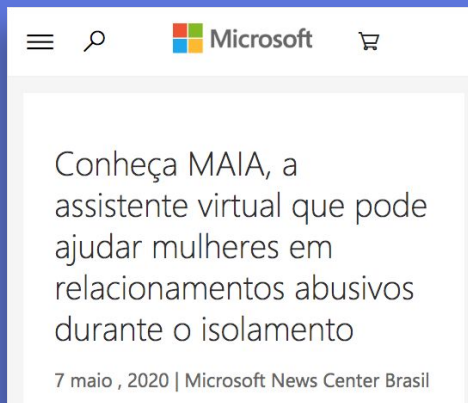 Microsoft
Conheça MAIA, a
assistente virtual que pode
ajudar mulheres em
relacionamentos abusivos
durante o isolamento
7 maio , 2020 | Microsoft News Center Brasil